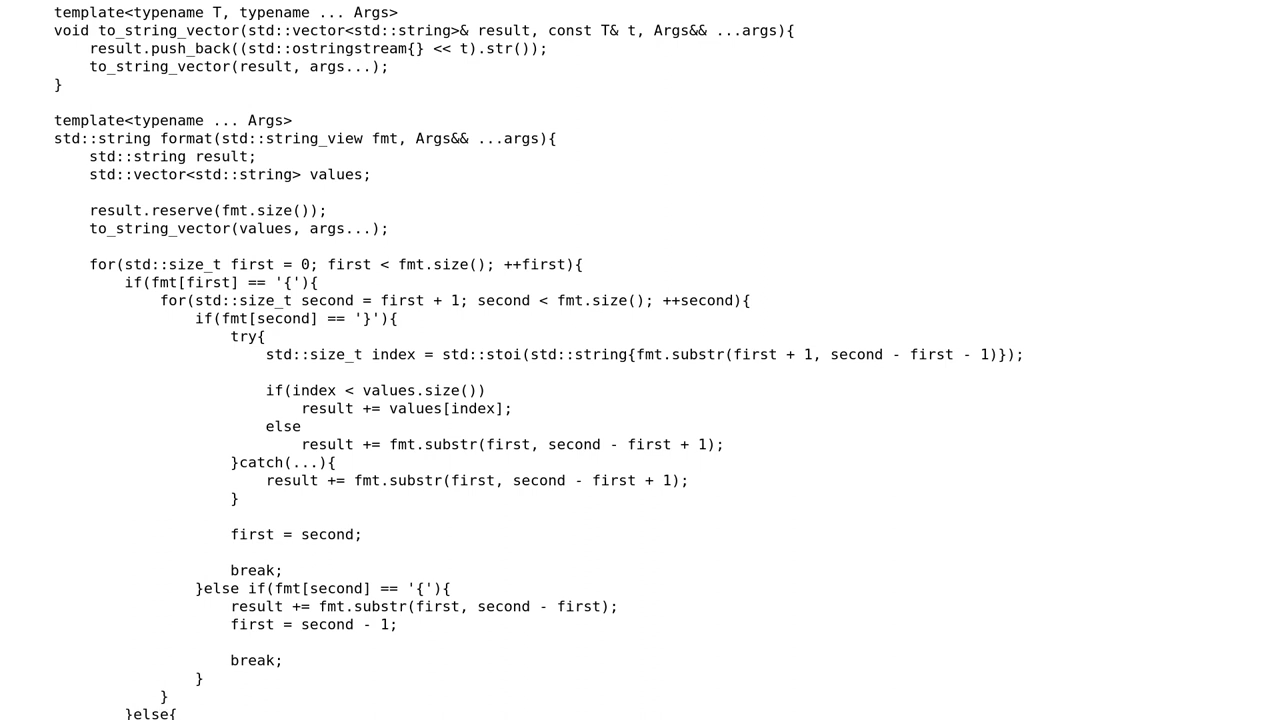 template<typename T, typename ... Args>
void to_string_vector(std::vector<std::string>& result, const T& t, Args&& ...args){
    result.push_back((std::ostringstream{} << t).str());
    to_string_vector(result, args...);
}

template<typename ... Args>
std::string format(std::string_view fmt, Args&& ...args){
    std::string result;
    std::vector<std::string> values;

    result.reserve(fmt.size());
    to_string_vector(values, args...);

    for(std::size_t first = 0; first < fmt.size(); ++first){
        if(fmt[first] == '{'){
            for(std::size_t second = first + 1; second < fmt.size(); ++second){
                if(fmt[second] == '}'){
                    try{
                        std::size_t index = std::stoi(std::string{fmt.substr(first + 1, second - first - 1)});

                        if(index < values.size())
                            result += values[index];
                        else
                            result += fmt.substr(first, second - first + 1);
                    }catch(...){
                        result += fmt.substr(first, second - first + 1);
                    }

                    first = second;

                    break;
                }else if(fmt[second] == '{'){
                    result += fmt.substr(first, second - first);
                    first = second - 1;

                    break;
                }
            }
        }else{